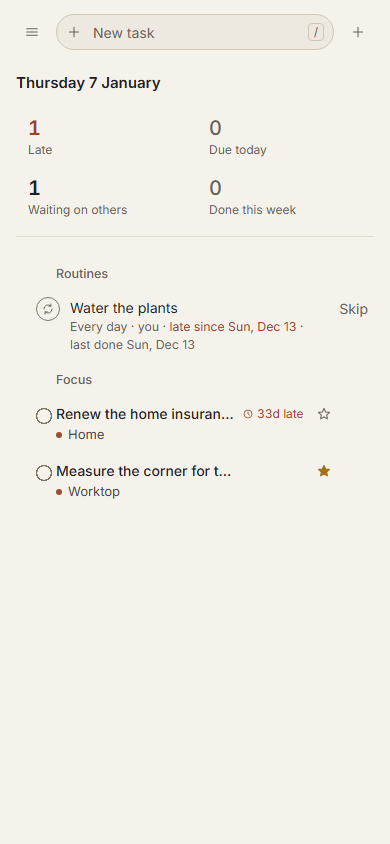 New task
/
Thursday 7 January
1
Late
0
Due today
1
Waiting on others
0
Done this week
Routines
Water the plants
Skip
Every day · you · late since Sun, Dec 13 ·
last done Sun, Dec 13
Focus
Renew the home insuran... 33d late
Home
Measure the corner for t...
Worktop